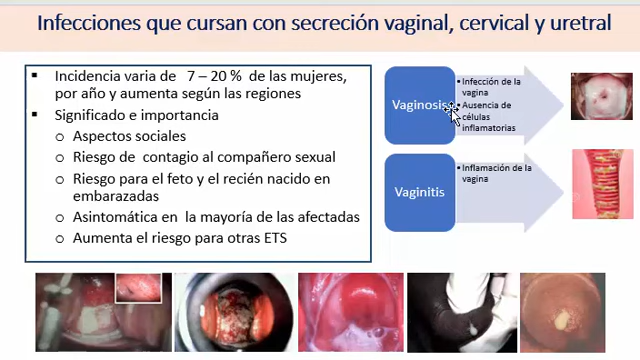 Infecciones que cursan con secreción vaginal, cervical y uretral
▪ Incidencia varia de 7 – 20 % de las mujeres,
por año y aumenta según las regiones
▪ Significado e importancia
o Aspectos sociales
o Riesgo de contagio al compañero sexual
o Riesgo para el feto y el recién nacido en
embarazadas
o Asintomática en la mayoría de las afectadas
o Aumenta el riesgo para otras ETS
Vaginosis
• Infección de la
vagina
• Ausencia de
células
inflamatorias
Vaginitis
• Inflamación de la
vagina